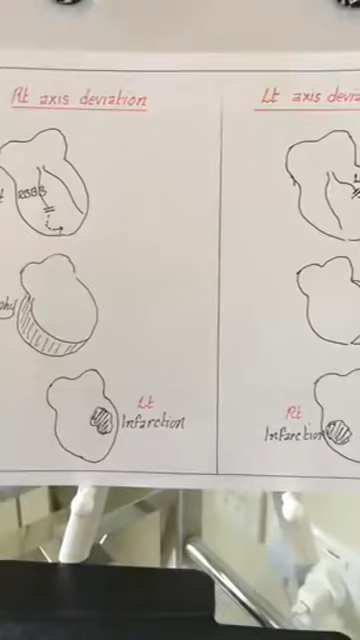 Rt axis deviation
Lt axis devia
RBBB
Lt
Infarction
Rt
Infarction